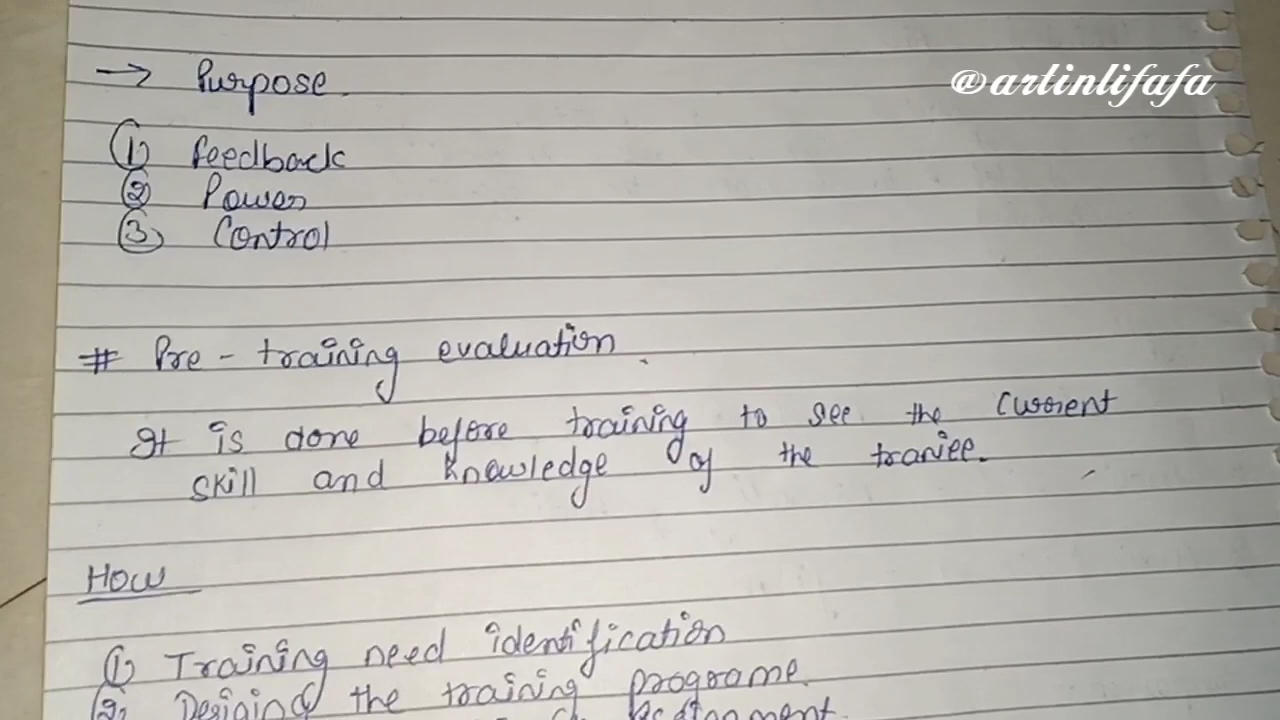 → Purpose.
@artinlifafa
① Feedback
② Power
③ Control
# Pre - training evaluation.
It is done before training to see the current
skill and knowledge of the traniee.
How
① Training need identification
②. the training programe.